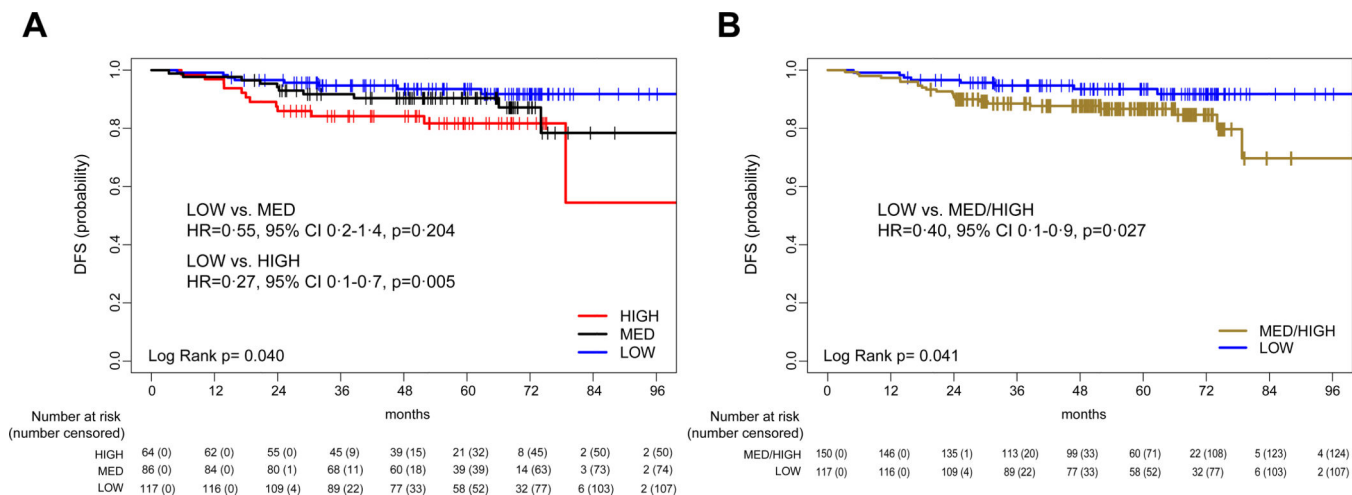 A
DFS (probability)
1.0
0.8
0.6
0.4
0.2
0.0
LOW vs. MED
HR=0·55, 95% CI 0·2-1·4, p=0·204
LOW vs. HIGH
HR=0·27, 95% CI 0·1-0·7, p=0·005
HIGH
MED
LOW
Log Rank p= 0.040
0 12 24 36 48 60 72 84 96
months
Number at risk
(number censored)
HIGH 64 (0) 62 (0) 55 (0) 45 (9) 39 (15) 21 (32) 8 (45) 2 (50) 2 (50)
MED 86 (0) 84 (0) 80 (1) 68 (11) 60 (18) 39 (39) 14 (63) 3 (73) 2 (74)
LOW 117 (0) 116 (0) 109 (4) 89 (22) 77 (33) 58 (52) 32 (77) 6 (103) 2 (107)
B
DFS (probability)
1.0
0.8
0.6
0.4
0.2
0.0
LOW vs. MED/HIGH
HR=0·40, 95% CI 0·1-0·9, p=0·027
MED/HIGH
LOW
Log Rank p= 0.041
0 12 24 36 48 60 72 84 96
months
Number at risk
(number censored)
MED/HIGH 150 (0) 146 (0) 135 (1) 113 (20) 99 (33) 60 (71) 22 (108) 5 (123) 4 (124)
LOW 117 (0) 116 (0) 109 (4) 89 (22) 77 (33) 58 (52) 32 (77) 6 (103) 2 (107)